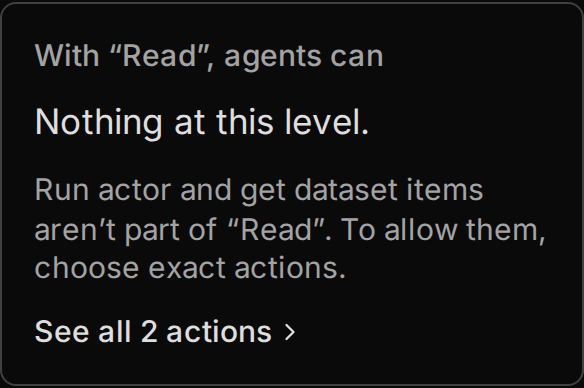 With “Read”, agents can
Nothing at this level.
Run actor and get dataset items
aren’t part of “Read”. To allow them,
choose exact actions.
See all 2 actions >